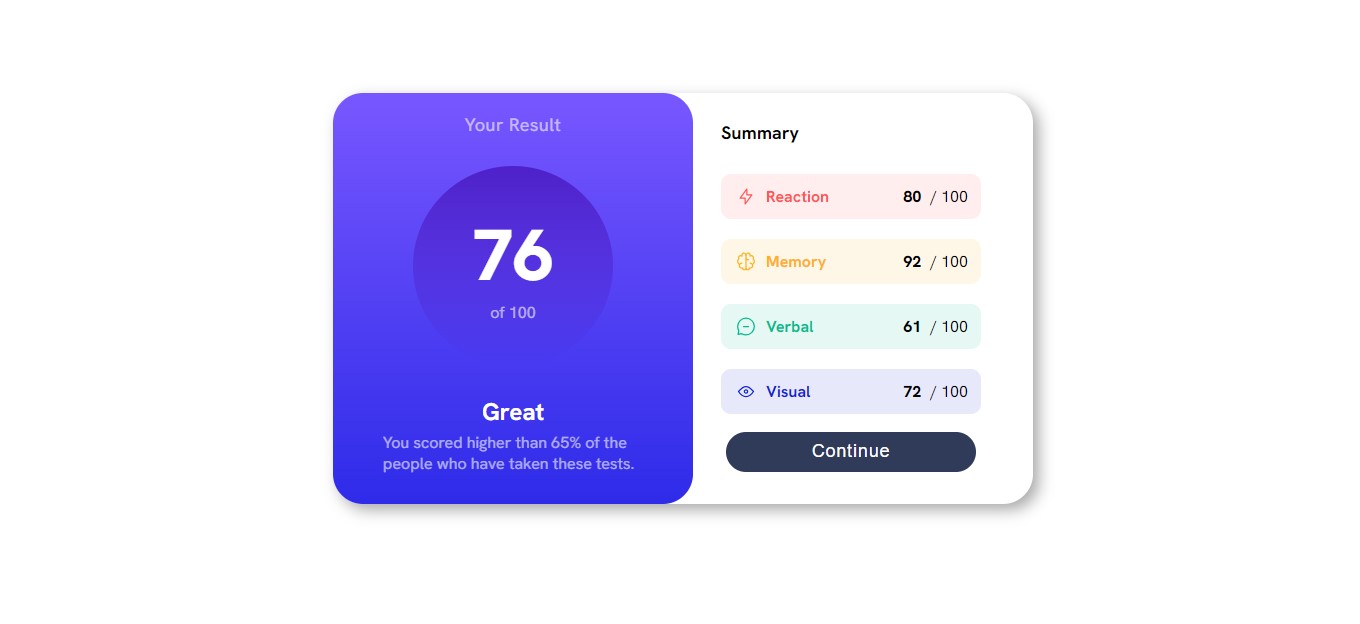 Your Result
76
of 100
Great
You scored higher than 65% of the
people who have taken these tests.
Summary
Reaction 80 / 100
Memory 92 / 100
Verbal 61 / 100
Visual 72 / 100
Continue